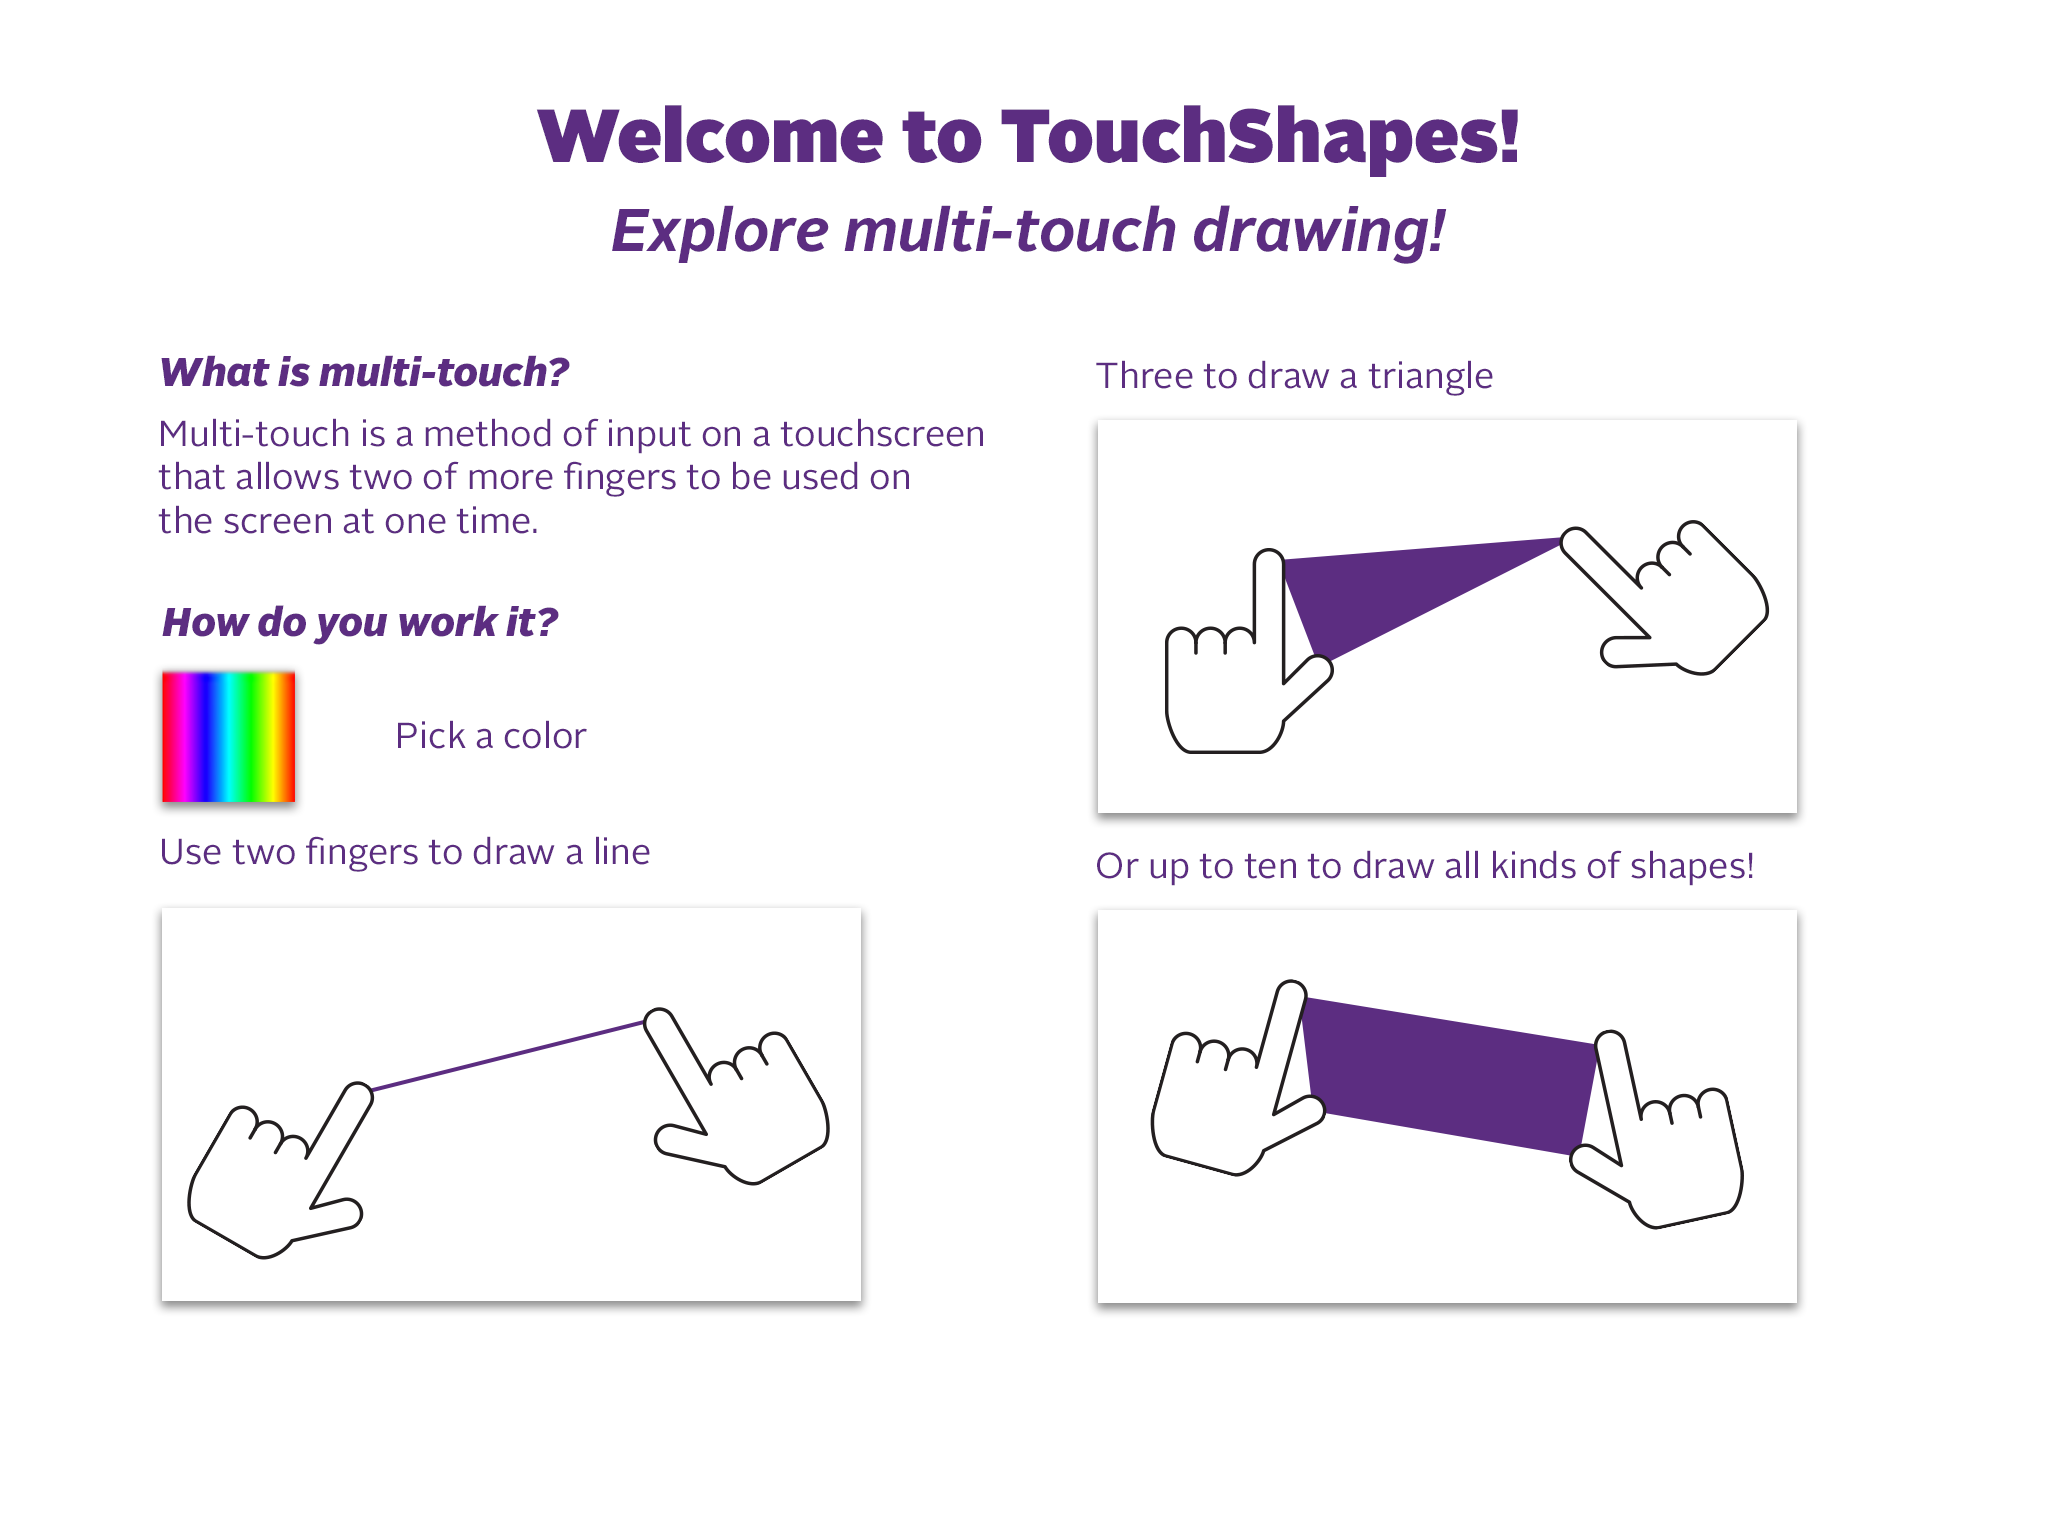 Welcome to TouchShapes!
Explore multi-touch drawing!
What is multi-touch?
Multi-touch is a method of input on a touchscreen
that allows two of more fingers to be used on
the screen at one time.
How do you work it?
Pick a color
Use two fingers to draw a line
Three to draw a triangle
Or up to ten to draw all kinds of shapes!